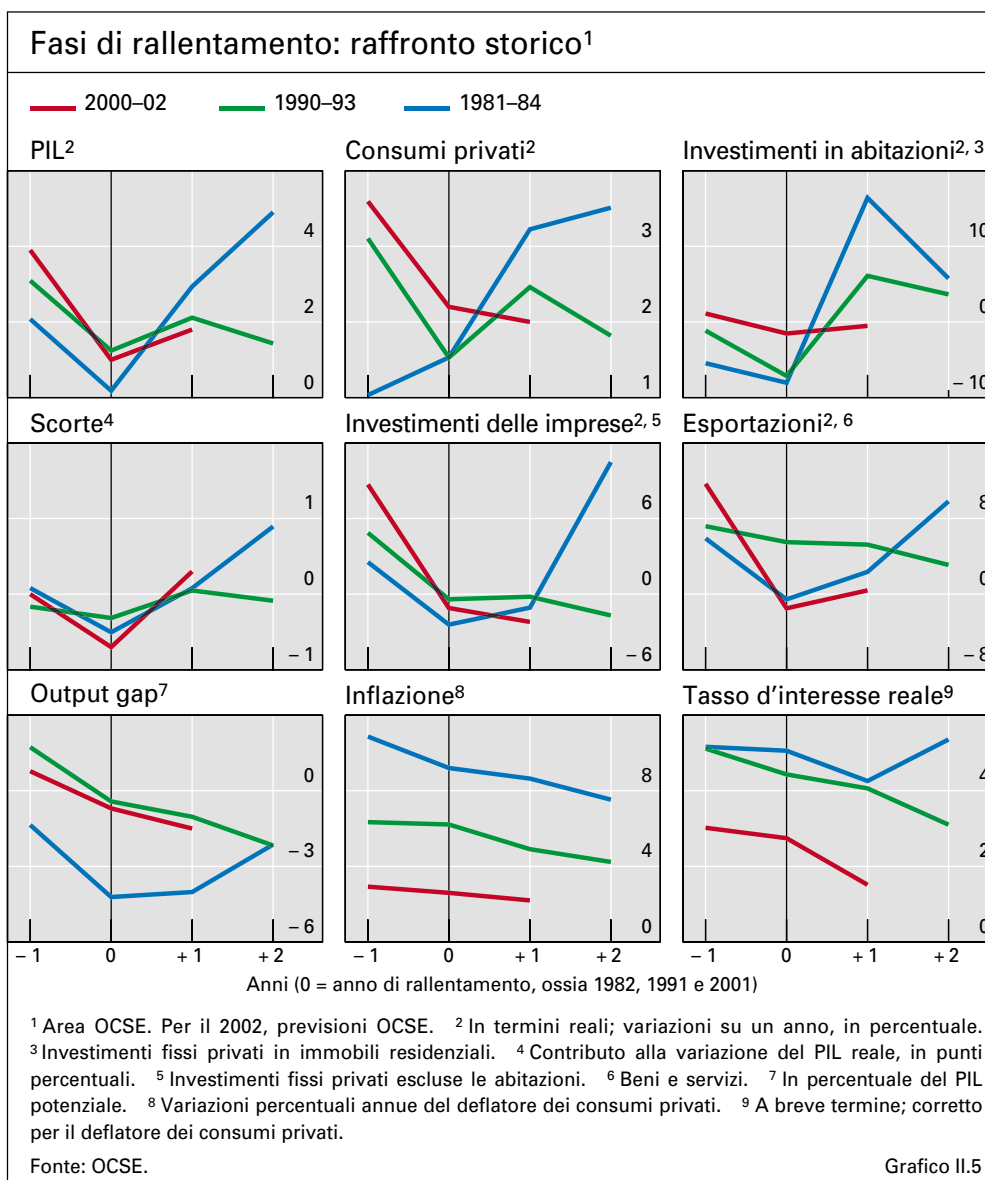 Fasi di rallentamento: raffronto storico¹
2000–02 1990–93 1981–84
PIL² Consumi privati² Investimenti in abitazioni²˒ ³
4 3 10
2 2 0
0 1 – 10
Scorte⁴ Investimenti delle imprese²˒ ⁵ Esportazioni²˒ ⁶
1 6 8
0 0 0
– 1 – 6 – 8
Output gap⁷ Inflazione⁸ Tasso d’interesse reale⁹
0 8 4
– 3 4 2
– 6 0 0
– 1 0 + 1 + 2 – 1 0 + 1 + 2 – 1 0 + 1 + 2
Anni (0 = anno di rallentamento, ossia 1982, 1991 e 2001)
¹ Area OCSE. Per il 2002, previsioni OCSE. ² In termini reali; variazioni su un anno, in percentuale.
³ Investimenti fissi privati in immobili residenziali. ⁴ Contributo alla variazione del PIL reale, in punti
percentuali. ⁵ Investimenti fissi privati escluse le abitazioni. ⁶ Beni e servizi. ⁷ In percentuale del PIL
potenziale. ⁸ Variazioni percentuali annue del deflatore dei consumi privati. ⁹ A breve termine; corretto
per il deflatore dei consumi privati.
Fonte: OCSE. Grafico II.5